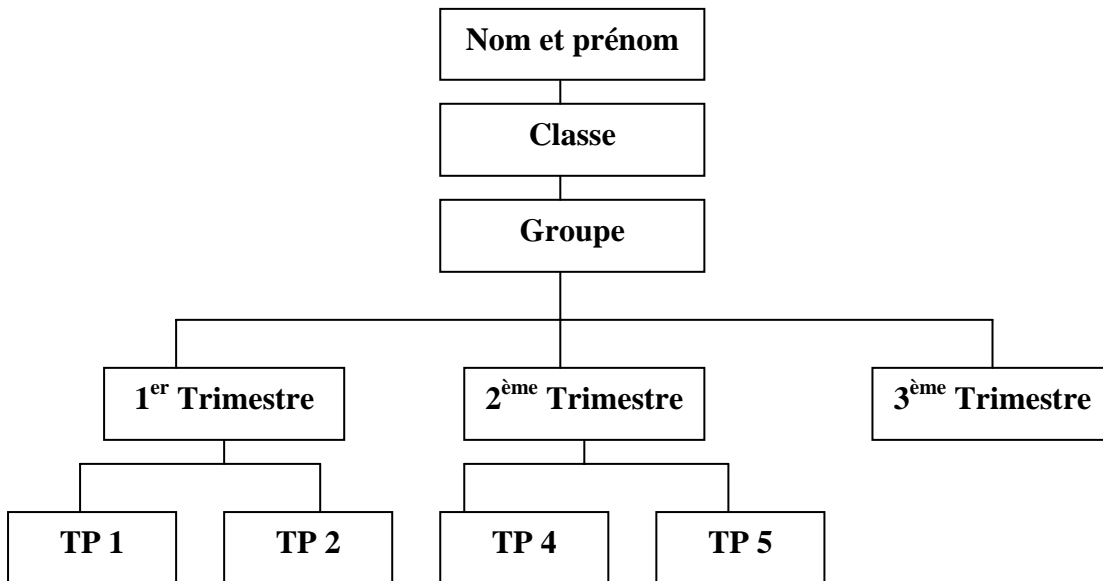 Nom et prénom
Classe
Groupe
1er Trimestre
2ème Trimestre
3ème Trimestre
TP 1
TP 2
TP 4
TP 5